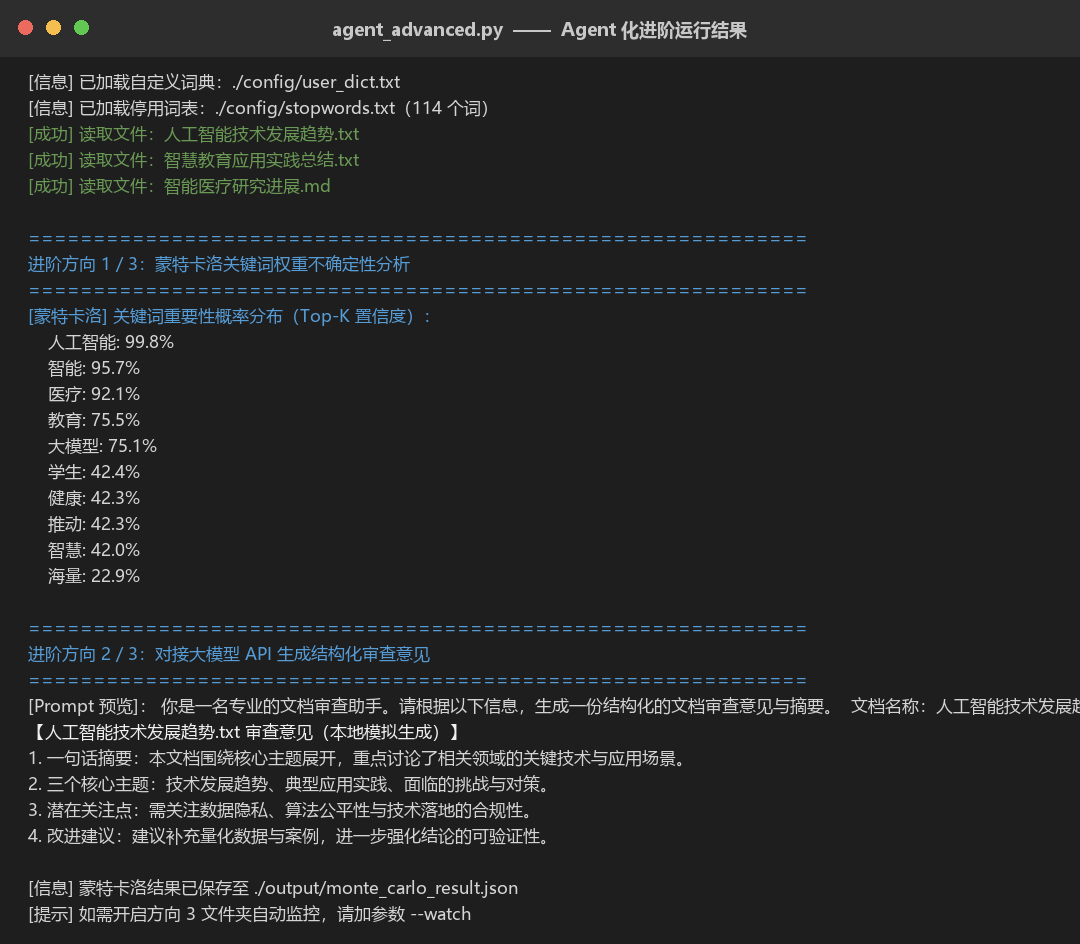 agent_advanced.py —— Agent 化进阶运行结果
[信息] 已加载自定义词典：./config/user_dict.txt
[信息] 已加载停用词表：./config/stopwords.txt（114 个词）
[成功] 读取文件：人工智能技术发展趋势.txt
[成功] 读取文件：智慧教育应用实践总结.txt
[成功] 读取文件：智能医疗研究进展.md
============================================================
进阶方向 1 / 3：蒙特卡洛关键词权重不确定性分析
============================================================
[蒙特卡洛] 关键词重要性概率分布（Top-K 置信度）:
人工智能: 99.8%
智能: 95.7%
医疗: 92.1%
教育: 75.5%
大模型: 75.1%
学生: 42.4%
健康: 42.3%
推动: 42.3%
智慧: 42.0%
海量: 22.9%
============================================================
进阶方向 2 / 3：对接大模型 API 生成结构化审查意见
============================================================
[Prompt 预览]： 你是一名专业的文档审查助手。请根据以下信息，生成一份结构化的文档审查意见与摘要。 文档名称：人工智能技术发展趋
【人工智能技术发展趋势.txt 审查意见（本地模拟生成）】
1. 一句话摘要：本文档围绕核心主题展开，重点讨论了相关领域的关键技术与应用场景。
2. 三个核心主题：技术发展趋势、典型应用实践、面临的挑战与对策。
3. 潜在关注点：需关注数据隐私、算法公平性与技术落地的合规性。
4. 改进建议：建议补充量化数据与案例，进一步强化结论的可验证性。
[信息] 蒙特卡洛结果已保存至 ./output/monte_carlo_result.json
[提示] 如需开启方向 3 文件夹自动监控，请加参数 --watch